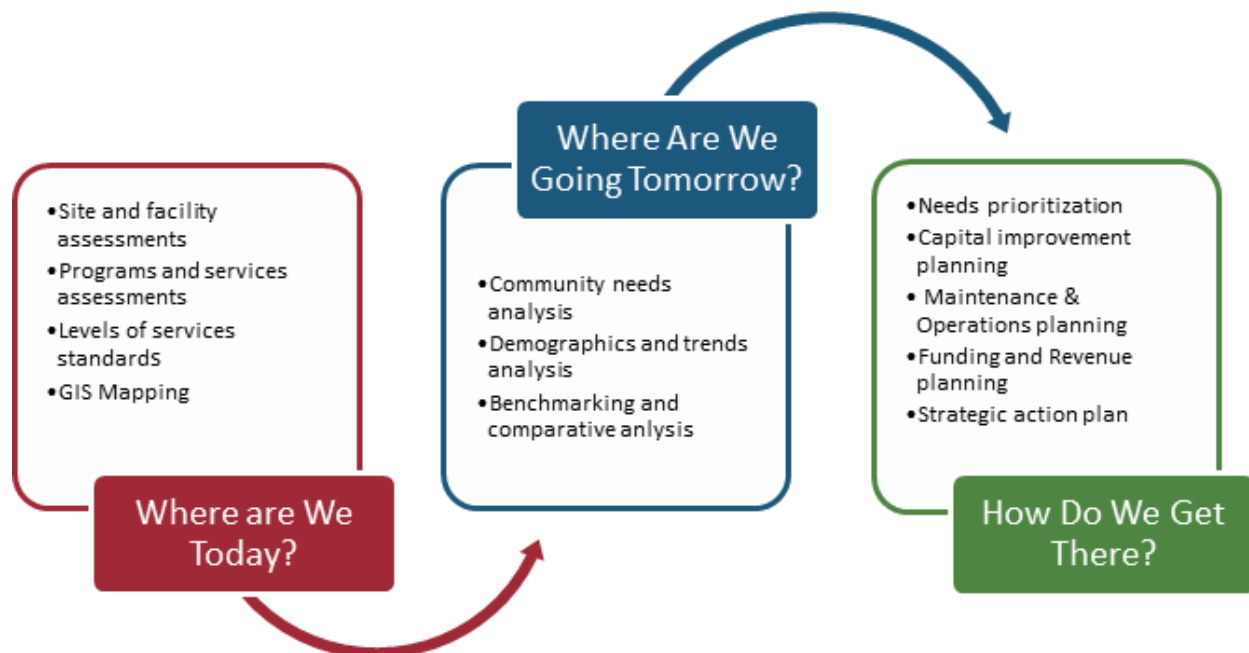 •Site and facility
assessments
•Programs and services
assessments
•Levels of services
standards
•GIS Mapping
Where are We
Today?
Where Are We
Going Tomorrow?
•Community needs
analysis
•Demographics and trends
analysis
•Benchmarking and
comparative anlysis
•Needs prioritization
•Capital improvement
planning
• Maintenance &
Operations planning
•Funding and Revenue
planning
•Strategic action plan
How Do We Get
There?